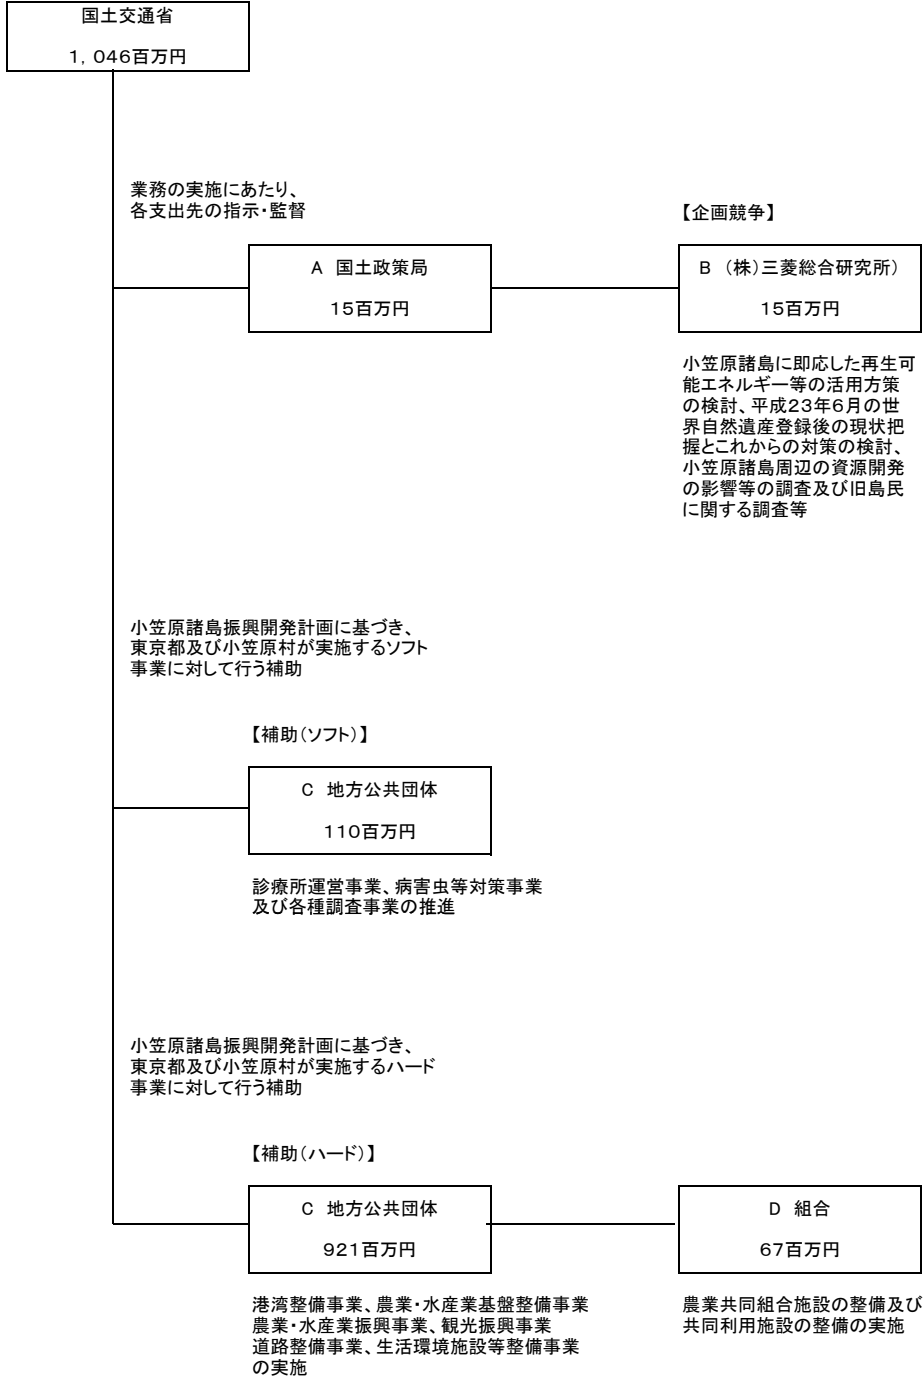 国土交通省
1，046百万円
業務の実施にあたり、
各支出先の指示・監督
【企画競争】
A 国土政策局
15百万円
B （株）三菱総合研究所）
15百万円
小笠原諸島に即応した再生可
能エネルギー等の活用方策
の検討、平成23年6月の世
界自然遺産登録後の現状把
握とこれからの対策の検討、
小笠原諸島周辺の資源開発
の影響等の調査及び旧島民
に関する調査等
小笠原諸島振興開発計画に基づき、
東京都及び小笠原村が実施するソフト
事業に対して行う補助
【補助（ソフト）】
C 地方公共団体
110百万円
診療所運営事業、病害虫等対策事業
及び各種調査事業の推進
小笠原諸島振興開発計画に基づき、
東京都及び小笠原村が実施するハード
事業に対して行う補助
【補助（ハード）】
C 地方公共団体
921百万円
D 組合
67百万円
港湾整備事業、農業・水産業基盤整備事業
農業・水産業振興事業、観光振興事業
道路整備事業、生活環境施設等整備事業
の実施
農業共同組合施設の整備及び
共同利用施設の整備の実施